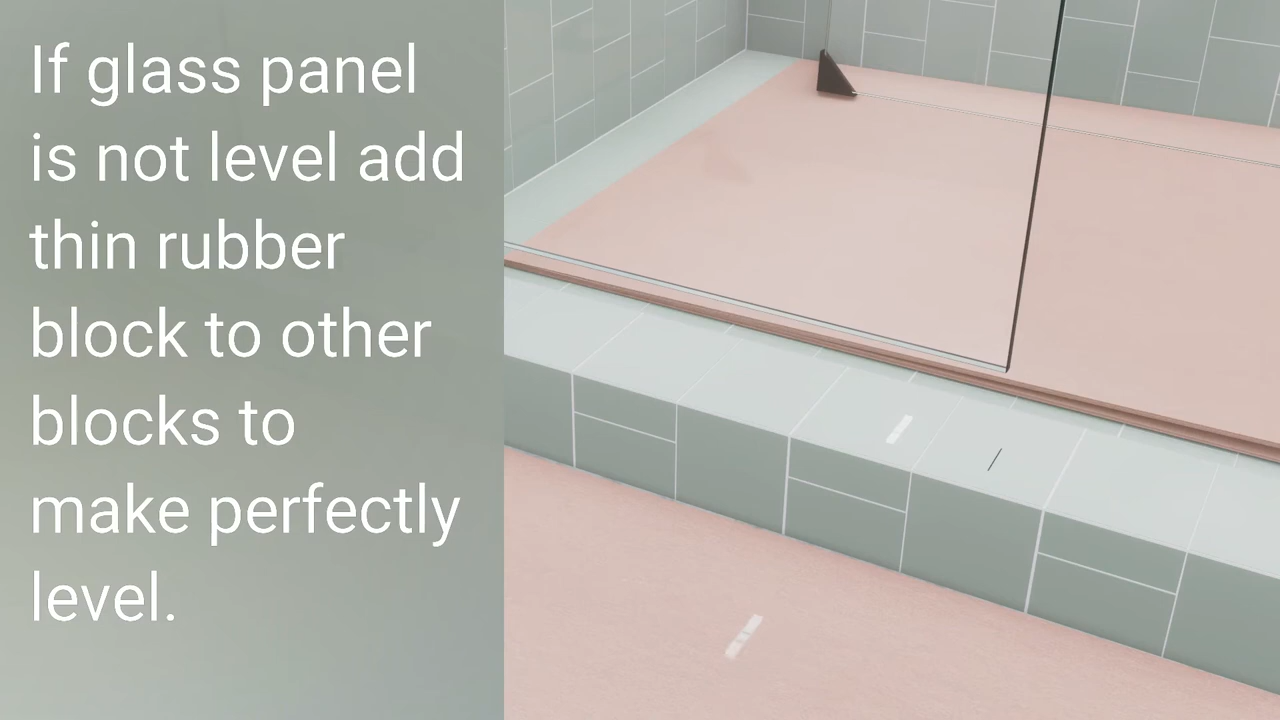 If glass panel
is not level add
thin rubber
block to other
blocks to
make perfectly
level.